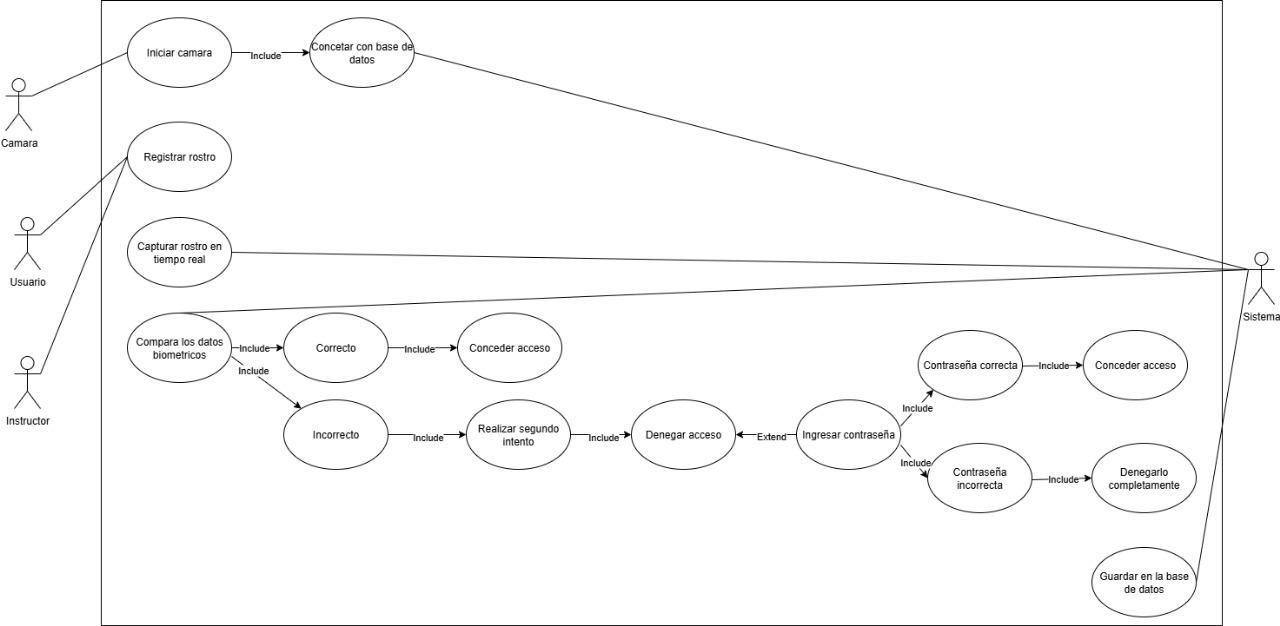 Iniciar camara
Include
Concetar con base de
datos
Camara
Registrar rostro
Usuario
Capturar rostro en
tiempo real
Sistema
Compara los datos
biometricos
Include
Correcto
Include
Conceder acceso
Include
Instructor
Incorrecto
Include
Realizar segundo
intento
Include
Denegar acceso
Extend
Ingresar contraseña
Include
Contraseña correcta
Include
Conceder acceso
Include
Contraseña
incorrecta
Include
Denegarlo
completamente
Guardar en la base
de datos